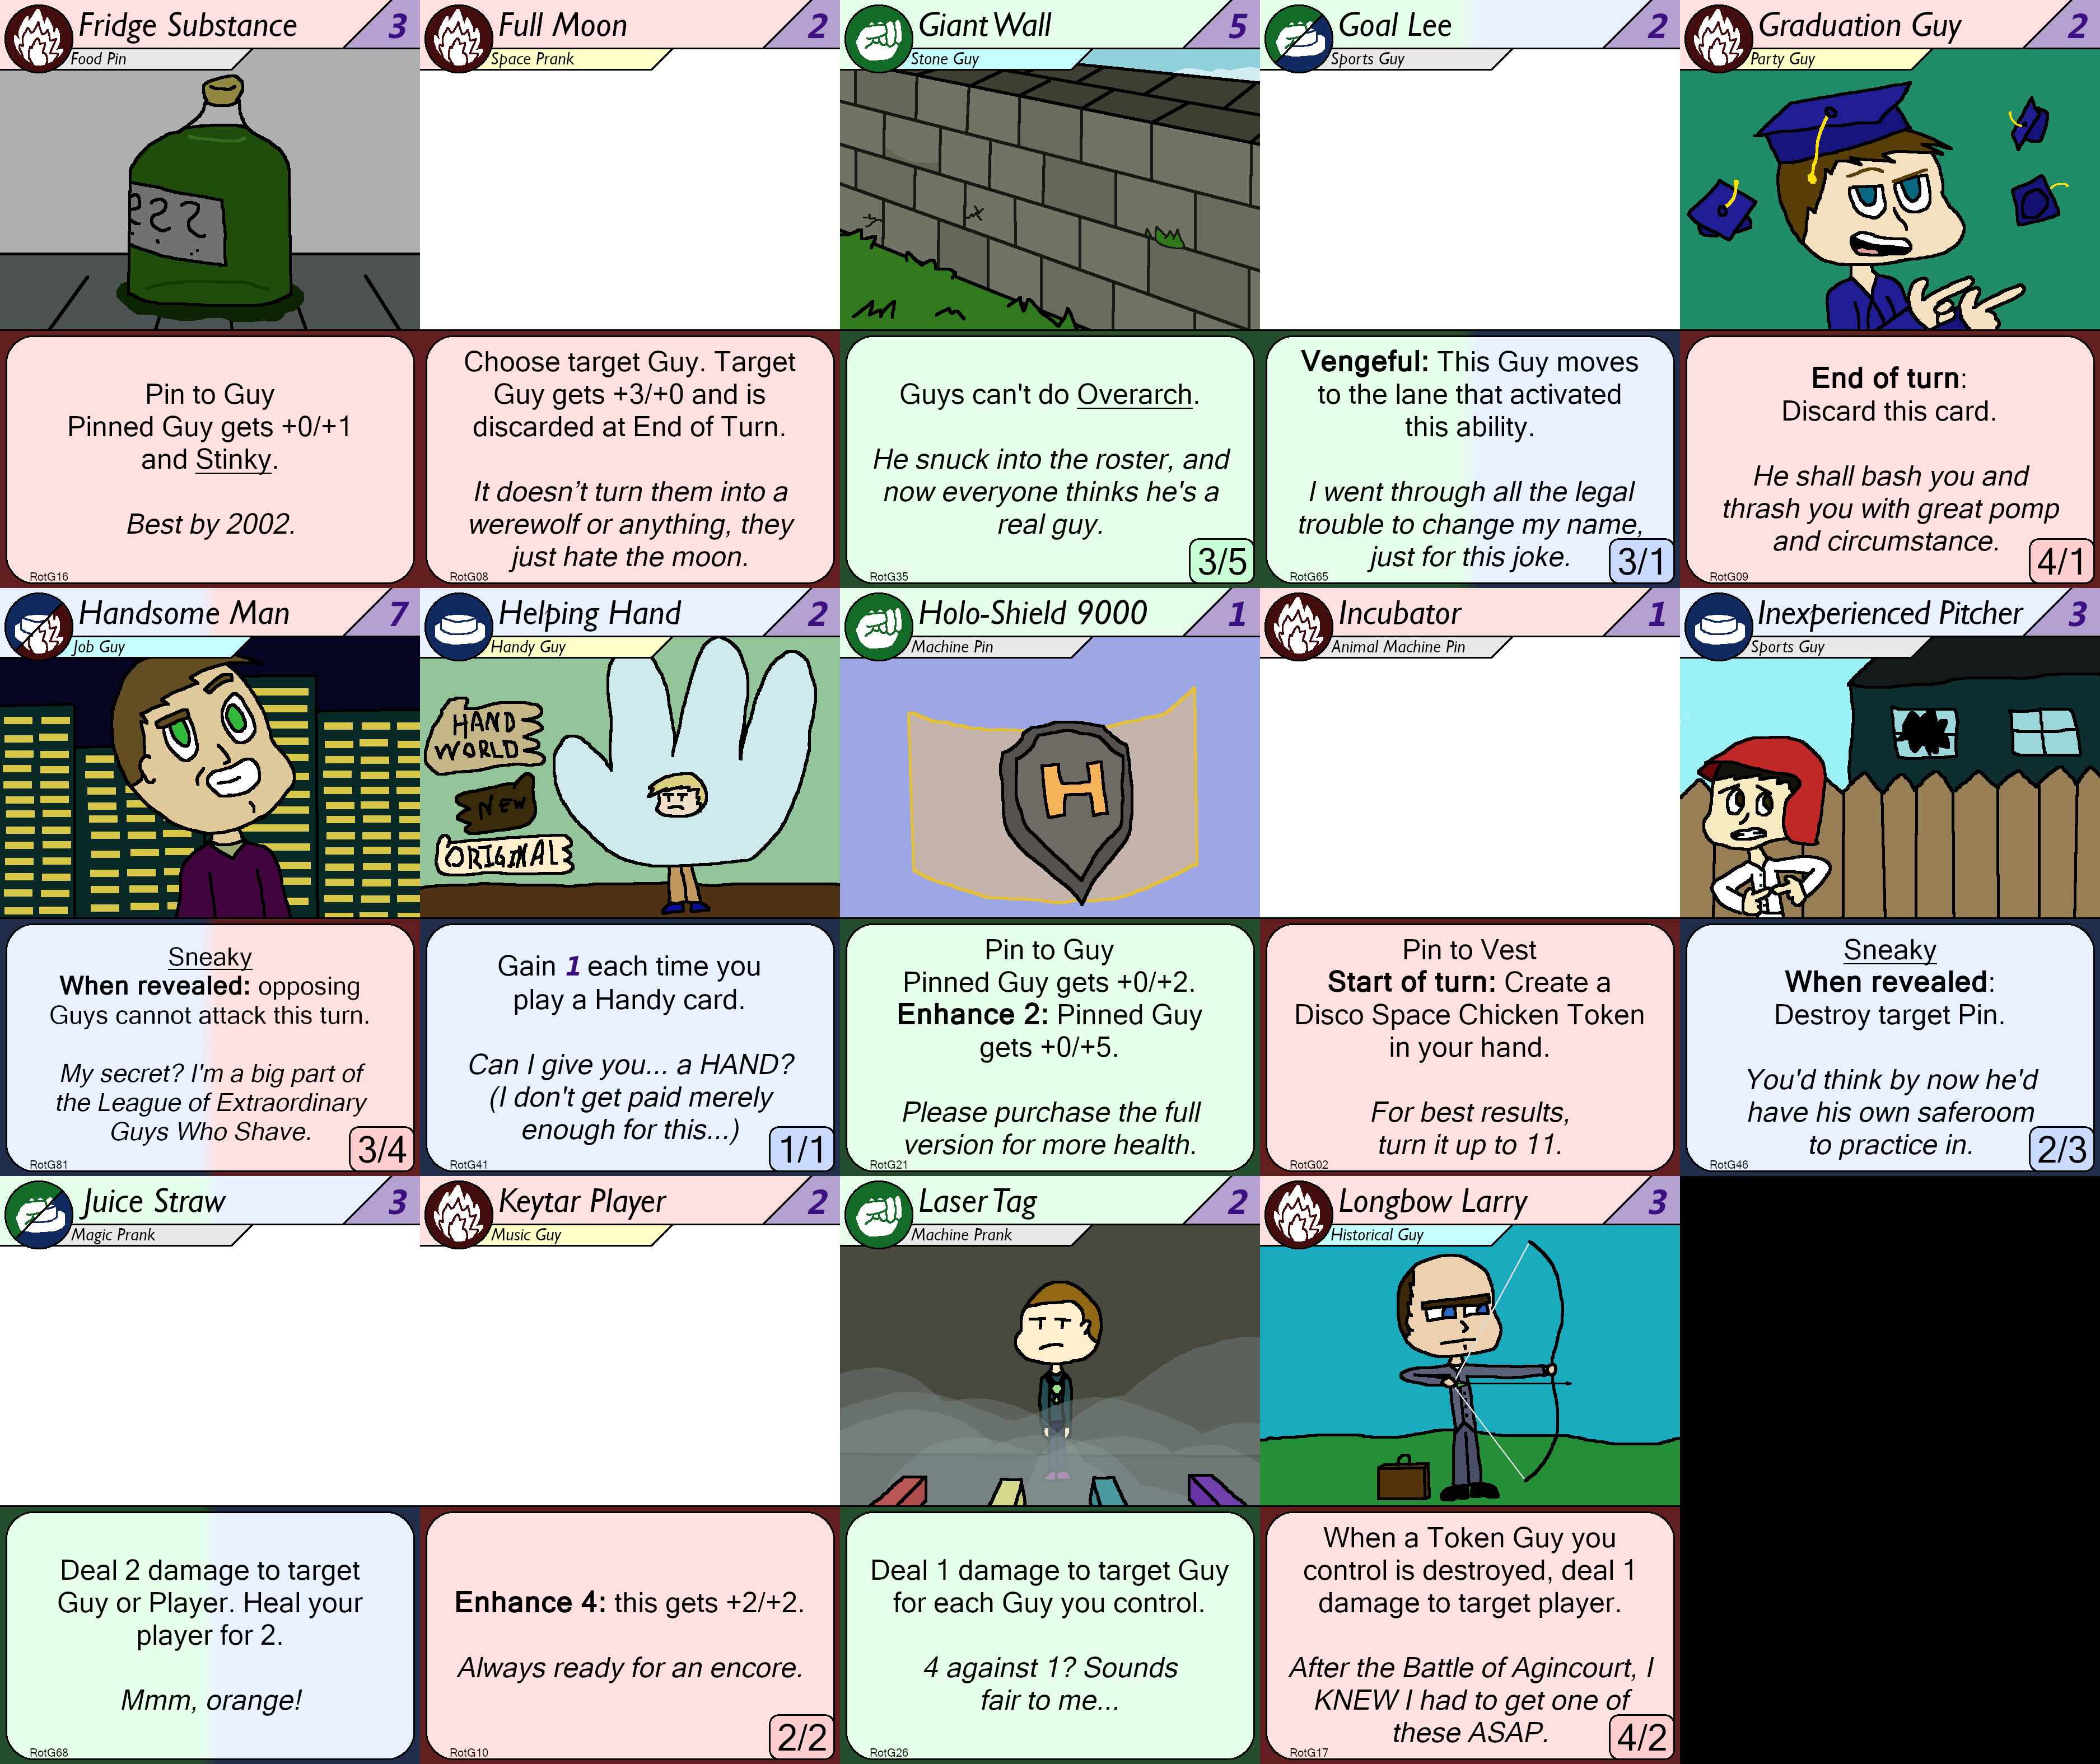 Fridge Substance
3
Food Pin
???
Pin to Guy
Pinned Guy gets +0/+1
and Stinky.
Best by 2002.
RotG16
Full Moon
2
Space Prank
Choose target Guy. Target
Guy gets +3/+0 and is
discarded at End of Turn.
It doesn’t turn them into a
werewolf or anything, they
just hate the moon.
RotG08
Giant Wall
5
Stone Guy
Guys can't do Overarch.
He snuck into the roster, and
now everyone thinks he's a
real guy.
3/5
RotG35
Goal Lee
2
Sports Guy
Vengeful: This Guy moves
to the lane that activated
this ability.
I went through all the legal
trouble to change my name,
just for this joke.
3/1
RotG65
Graduation Guy
2
Party Guy
End of turn:
Discard this card.
He shall bash you and
thrash you with great pomp
and circumstance.
4/1
RotG09
Handsome Man
7
Job Guy
Sneaky
When revealed: opposing
Guys cannot attack this turn.
My secret? I'm a big part of
the League of Extraordinary
Guys Who Shave.
3/4
RotG81
Helping Hand
2
Handy Guy
HAND
WORLD
NEW
ORIGINAL
Gain 1 each time you
play a Handy card.
Can I give you... a HAND?
(I don't get paid merely
enough for this...)
1/1
RotG41
Holo-Shield 9000
1
Machine Pin
H
Pin to Guy
Pinned Guy gets +0/+2.
Enhance 2: Pinned Guy
gets +0/+5.
Please purchase the full
version for more health.
RotG21
Incubator
1
Animal Machine Pin
Pin to Vest
Start of turn: Create a
Disco Space Chicken Token
in your hand.
For best results,
turn it up to 11.
RotG02
Inexperienced Pitcher
3
Sports Guy
Sneaky
When revealed:
Destroy target Pin.
You'd think by now he'd
have his own saferoom
to practice in.
2/3
RotG46
Juice Straw
3
Magic Prank
Deal 2 damage to target
Guy or Player. Heal your
player for 2.
Mmm, orange!
RotG68
Keytar Player
2
Music Guy
Enhance 4: this gets +2/+2.
Always ready for an encore.
2/2
RotG10
Laser Tag
2
Machine Prank
Deal 1 damage to target Guy
for each Guy you control.
4 against 1? Sounds
fair to me...
RotG26
Longbow Larry
3
Historical Guy
When a Token Guy you
control is destroyed, deal 1
damage to target player.
After the Battle of Agincourt, I
KNEW I had to get one of
these ASAP.
4/2
RotG17